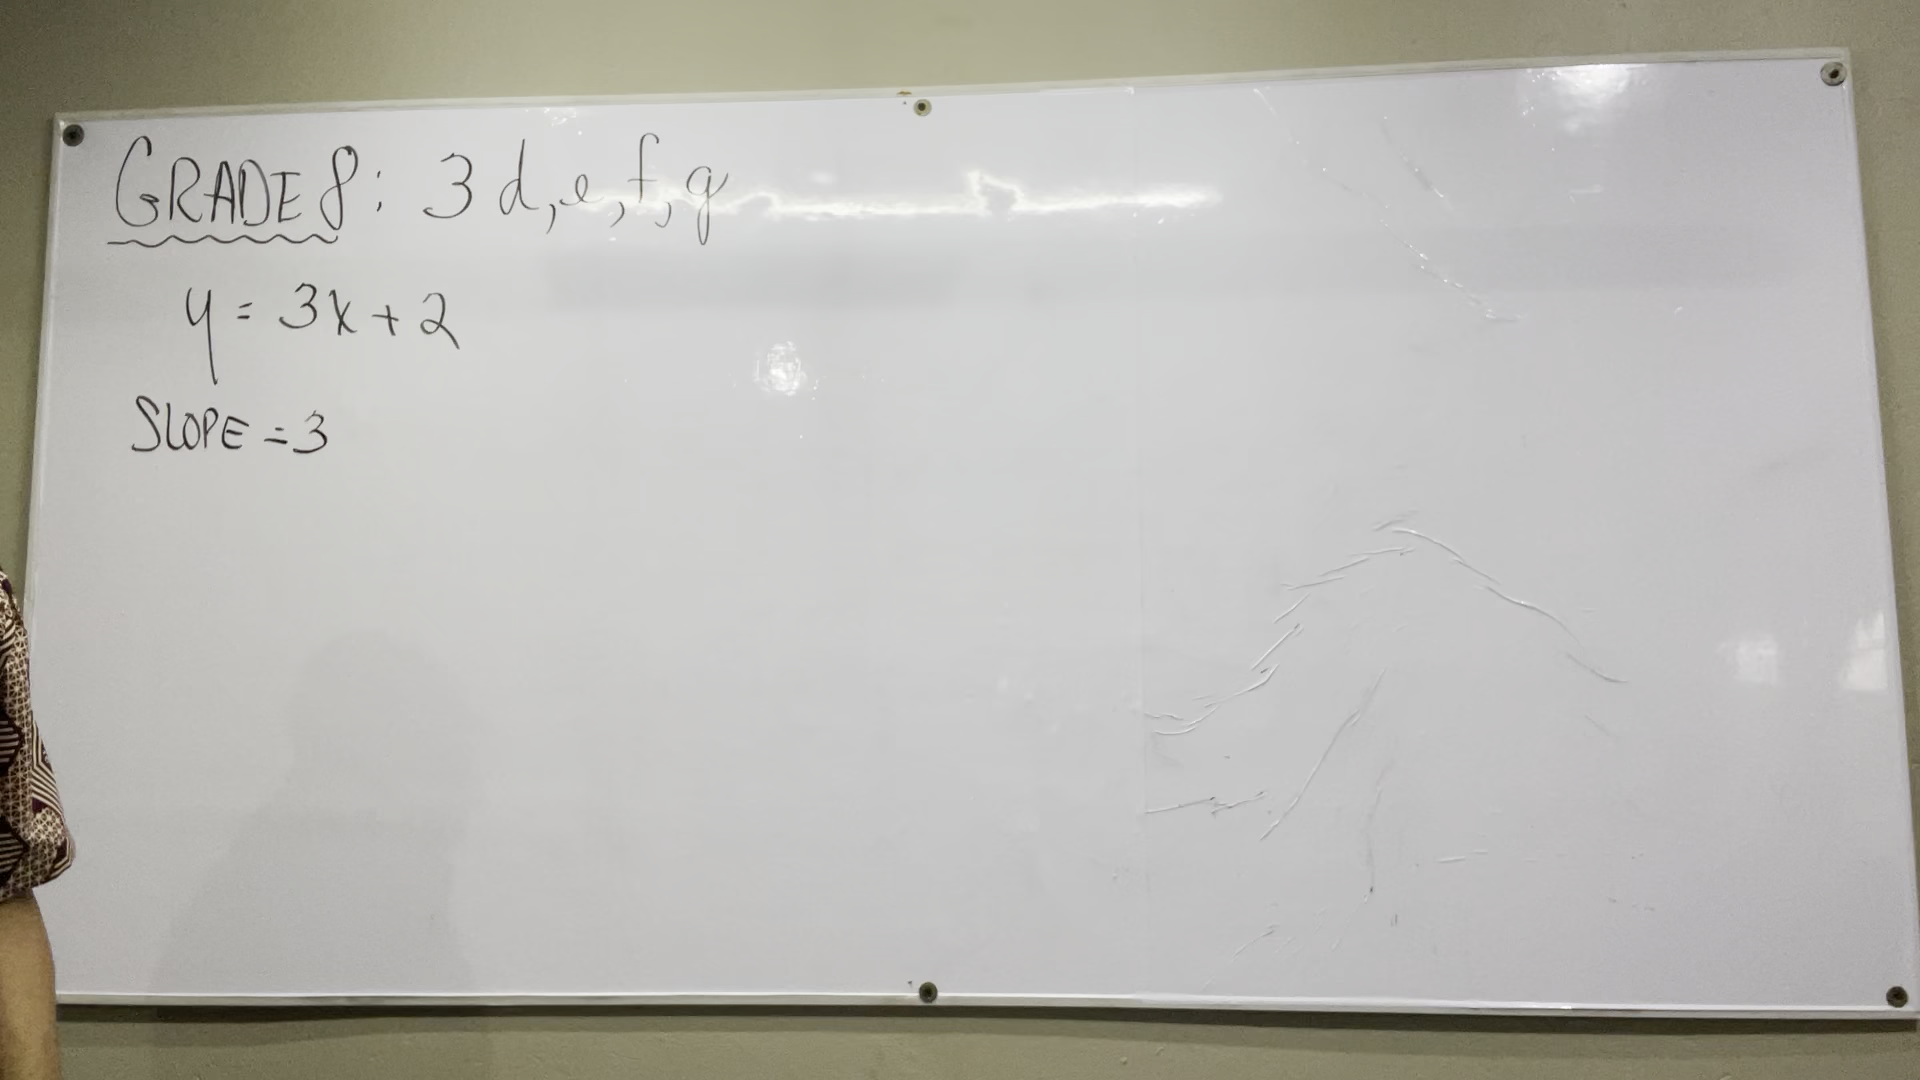 GRADE 8: 3 d, e, f, g
y = 3x + 2
SLOPE = 3